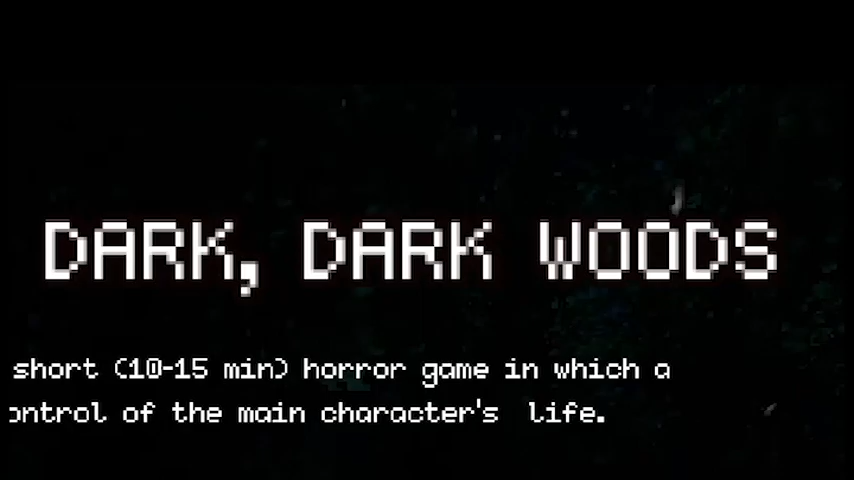 DARK, DARK WOODS
short (10-15 min) horror game in which a
ontrol of the main character's life.